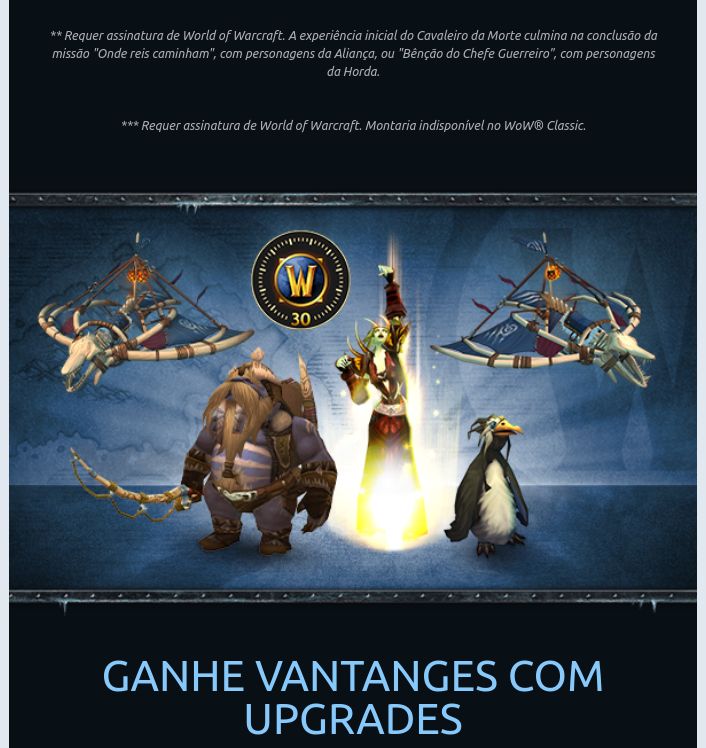 ** Requer assinatura de World of Warcraft. A experiência inicial do Cavaleiro da Morte culmina na conclusão da
missão "Onde reis caminham", com personagens da Aliança, ou "Bênção do Chefe Guerreiro", com personagens
da Horda.
*** Requer assinatura de World of Warcraft. Montaria indisponível no WoW® Classic.
W
30
GANHE VANTANGES COM
UPGRADES